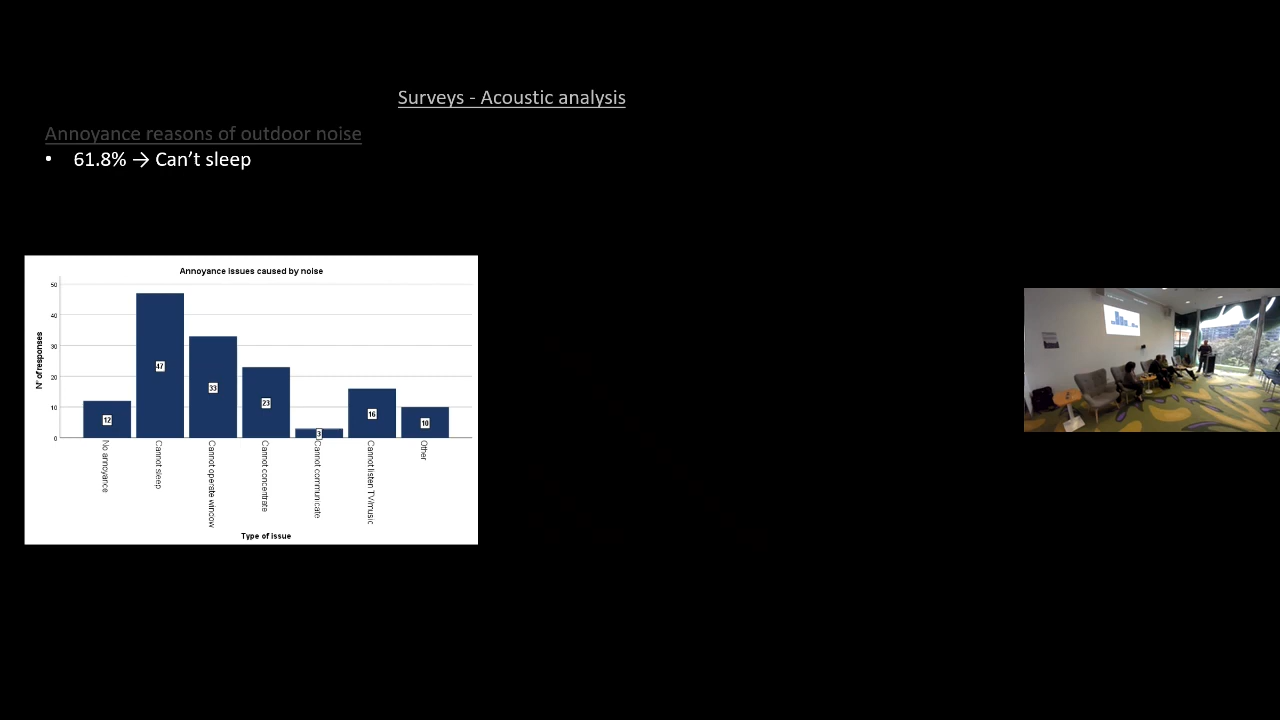 Surveys - Acoustic analysis
Annoyance reasons of outdoor noise
• 61.8% → Can't sleep
Annoyance issues caused by noise
N° of responses
50
40
30
20
10
0
12
47
33
23
3
16
10
No annoyance
Cannot sleep
Cannot operate window
Cannot concentrate
Cannot communicate
Cannot listen TV/music
Other
Type of issue